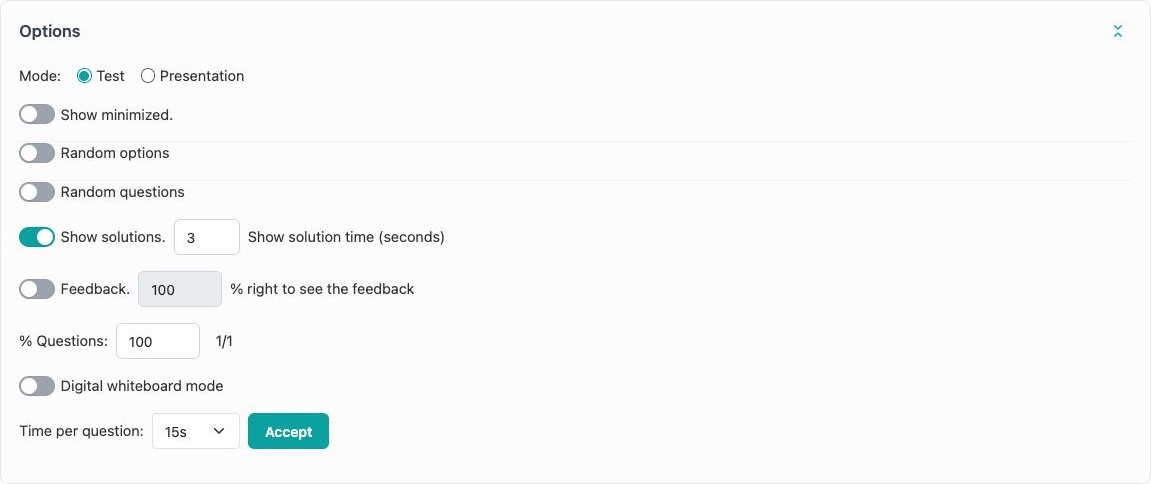 Options
Mode: Test Presentation
Show minimized.
Random options
Random questions
Show solutions. 3 Show solution time (seconds)
Feedback. 100 % right to see the feedback
% Questions: 100 1/1
Digital whiteboard mode
Time per question: 15s Accept